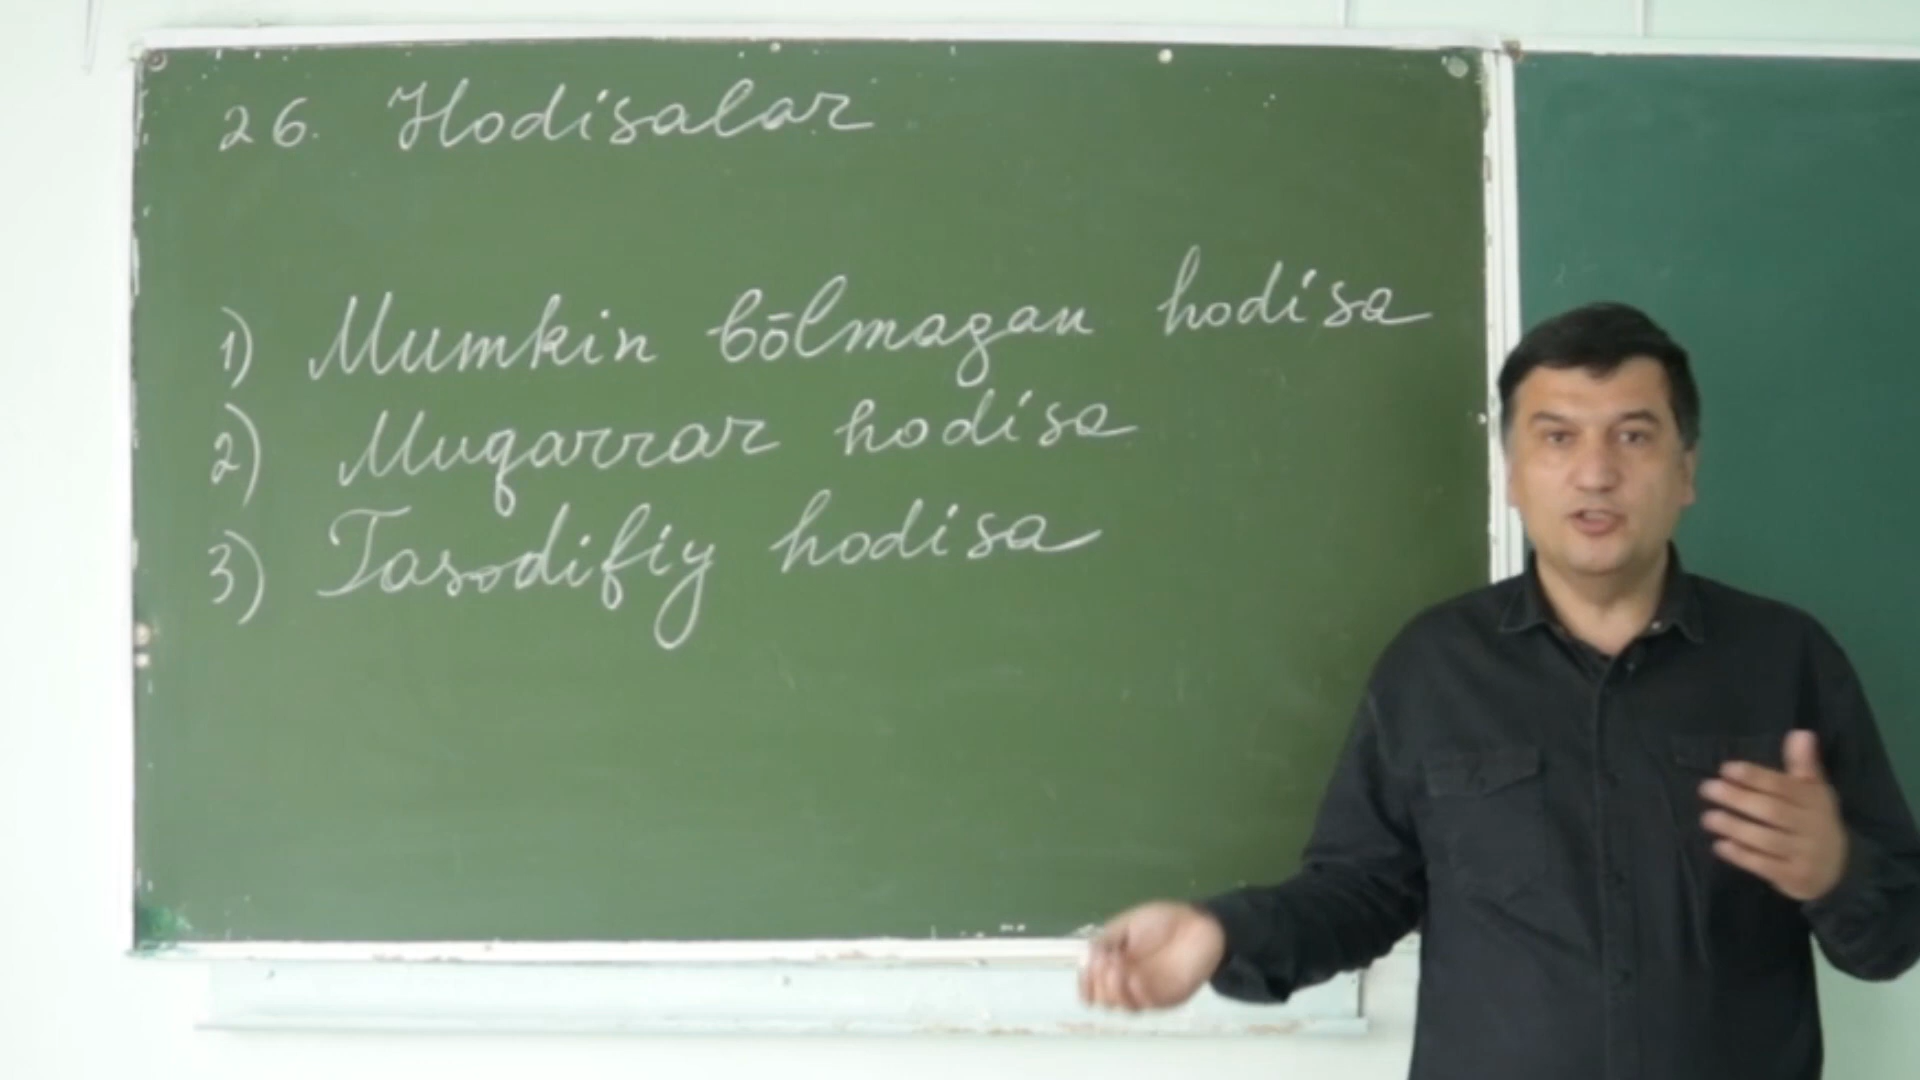 26. Hodisalar
1) Mumkin bōlmagan hodisa
2) Muqarrar hodisa
3) Tasodifiy hodisa